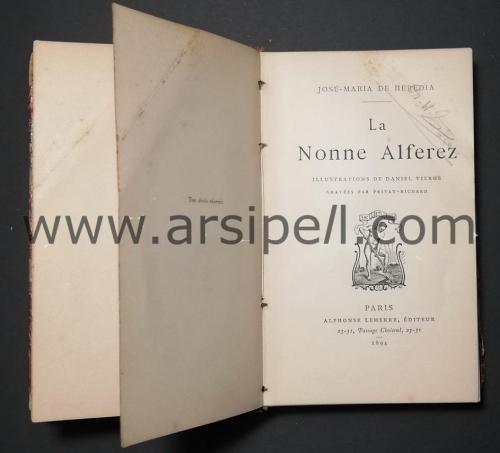 Tous droits réservés.
JOSÉ-MARIA DE HEREDIA
La
Nonne Alferez
ILLUSTRATIONS DE DANIEL VIERGE
GRAVÉES PAR PRIVAT-RICHARD
PARIS
ALPHONSE LEMERRE, ÉDITEUR
23-31, Passage Choiseul, 23-31
1894
www.arsipell.com